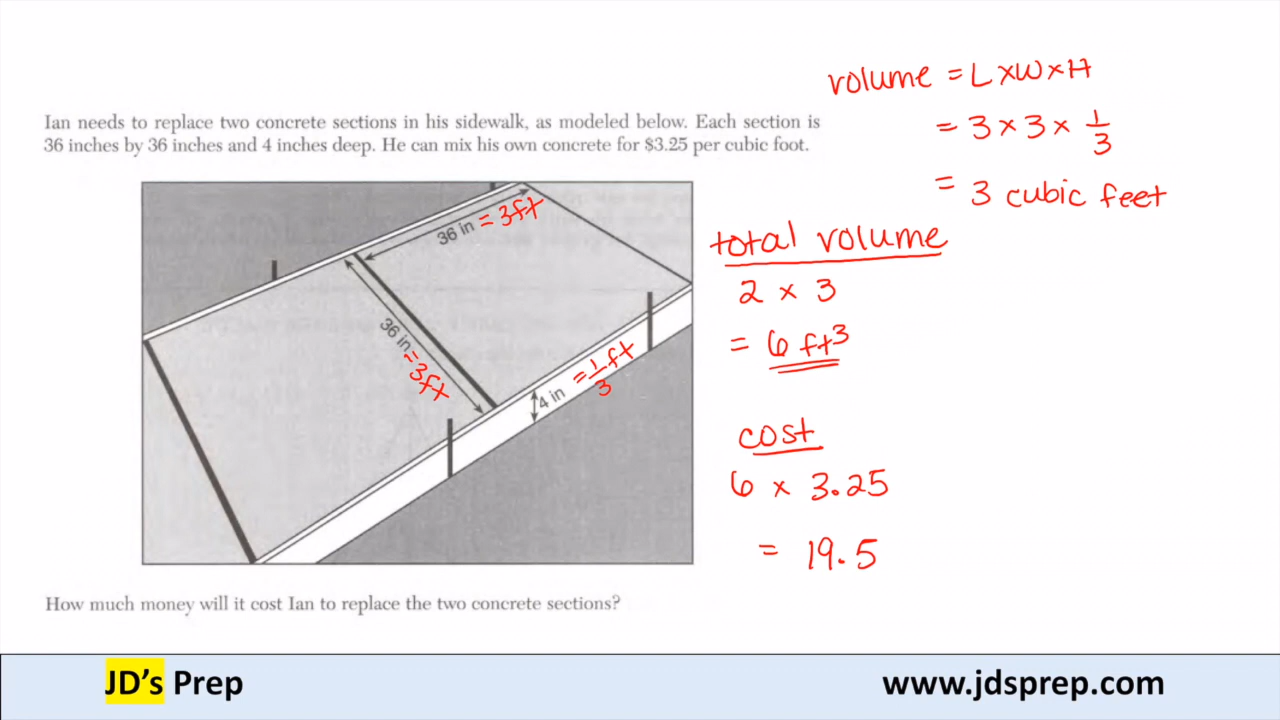 Ian needs to replace two concrete sections in his sidewalk, as modeled below. Each section is
36 inches by 36 inches and 4 inches deep. He can mix his own concrete for $3.25 per cubic foot.
36 in = 3ft
36 in = 3ft
4 in = 1/3 ft
How much money will it cost Ian to replace the two concrete sections?
volume = L×W×H
= 3 × 3 × 1/3
= 3 cubic feet
total volume
2 × 3
= 6 ft³
cost
6 × 3.25
= 19.5
JD's Prep
www.jdsprep.com